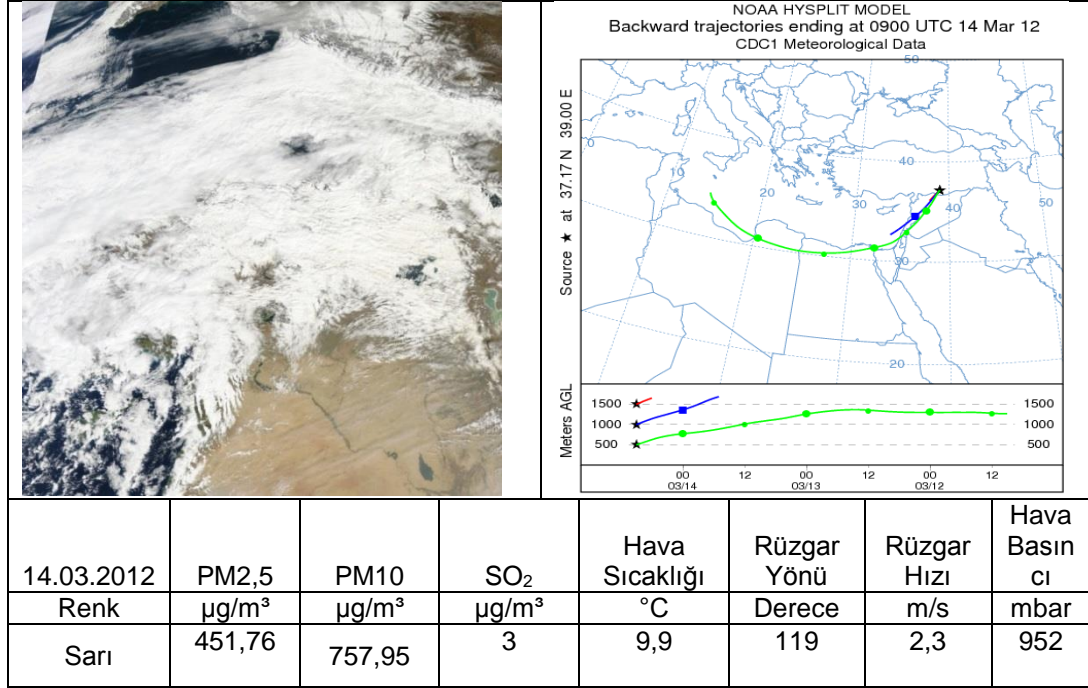 NOAA HYSPLIT MODEL
Backward trajectories ending at 0900 UTC 14 Mar 12
CDC1 Meteorological Data
Source ★ at 37.17 N 39.00 E
50
0
10
20
30
40
40
50
30
20
Meters AGL
1500 1500
1000 1000
500 500
00 12 00 12 00 12
03/14 03/13 03/12
14.03.2012 PM2,5 PM10 SO₂ Hava Sıcaklığı Rüzgar Yönü Rüzgar Hızı Hava Basıncı
Renk µg/m³ µg/m³ µg/m³ °C Derece m/s mbar
Sarı 451,76 757,95 3 9,9 119 2,3 952